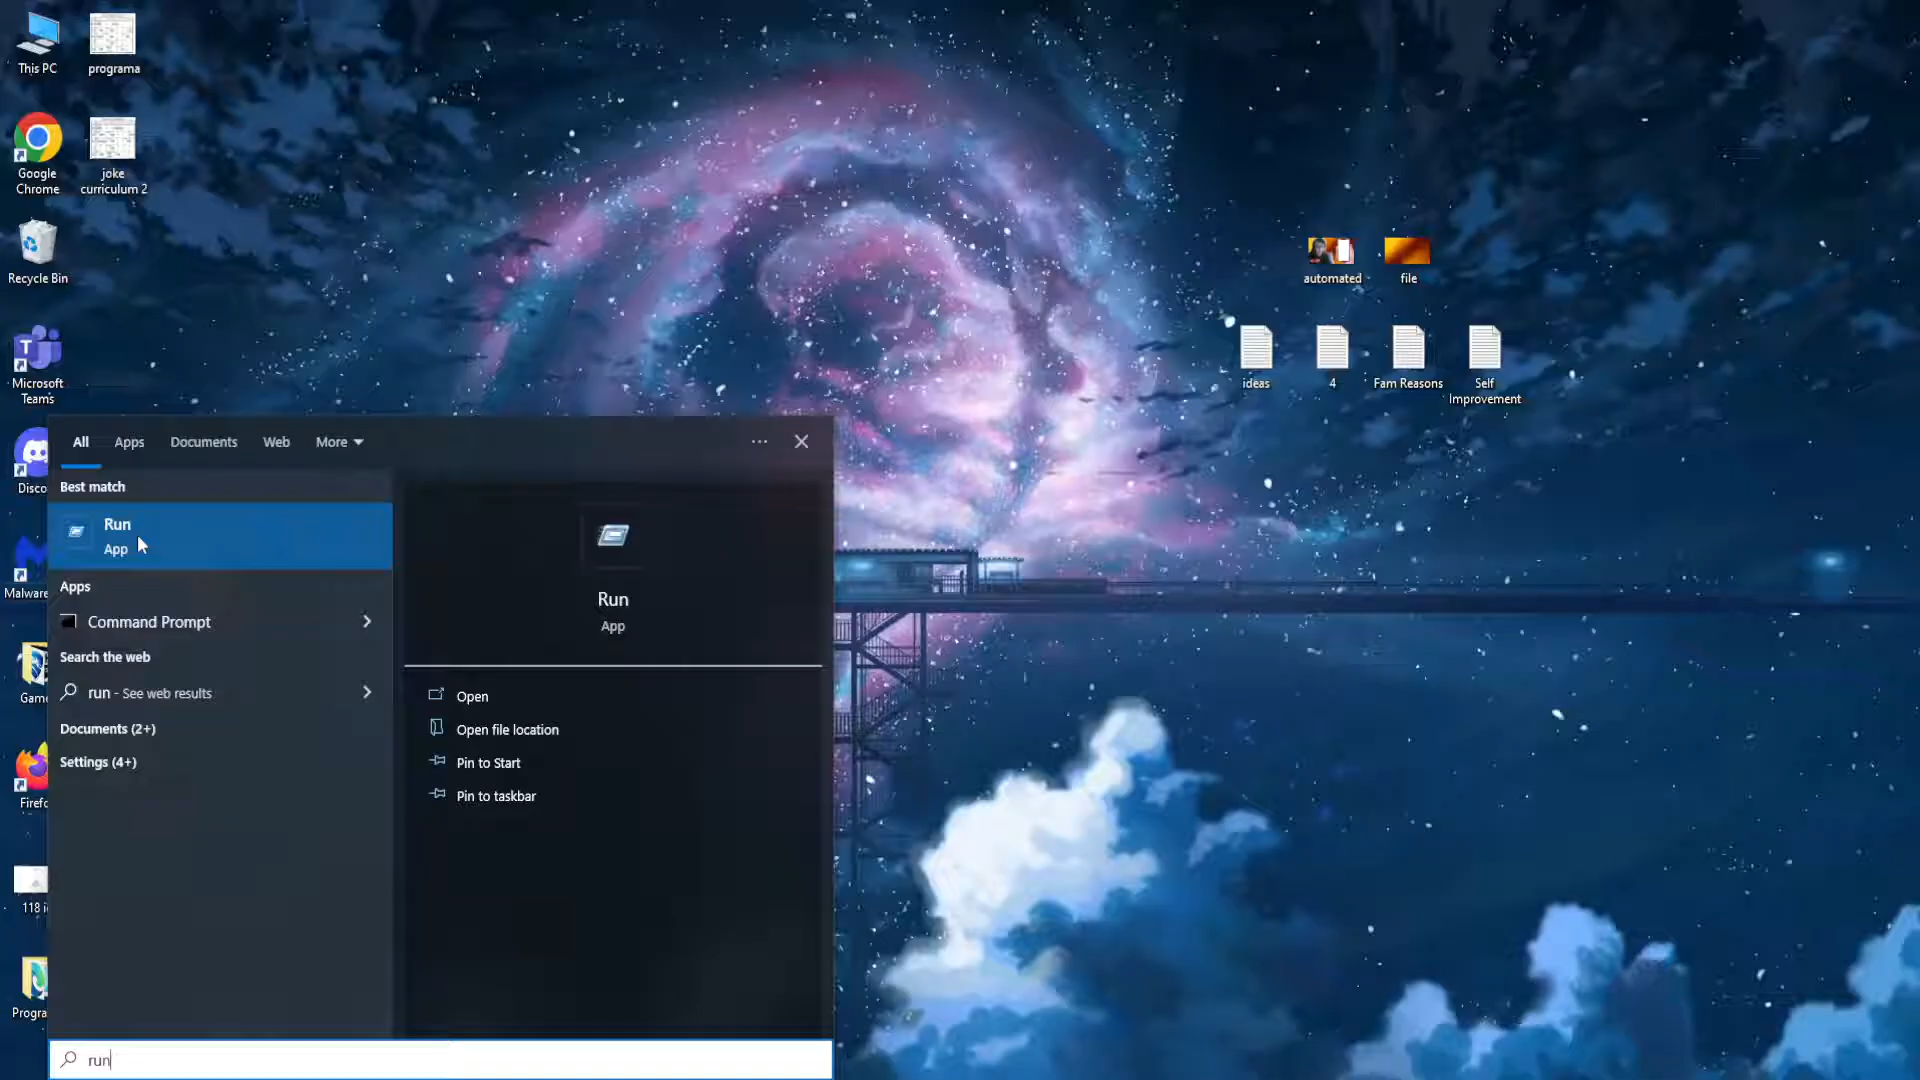 This PC
programa
Google
Chrome
joke
curriculum 2
Recycle Bin
Microsoft
Teams
Disco
Malware
Game
Firefo
118 i
Progra
automated
file
ideas
4
Fam Reasons
Self
Improvement
All
Apps
Documents
Web
More
Best match
Run
App
Apps
Command Prompt
Search the web
run - See web results
Documents (2+)
Settings (4+)
Run
App
Open
Open file location
Pin to Start
Pin to taskbar
run